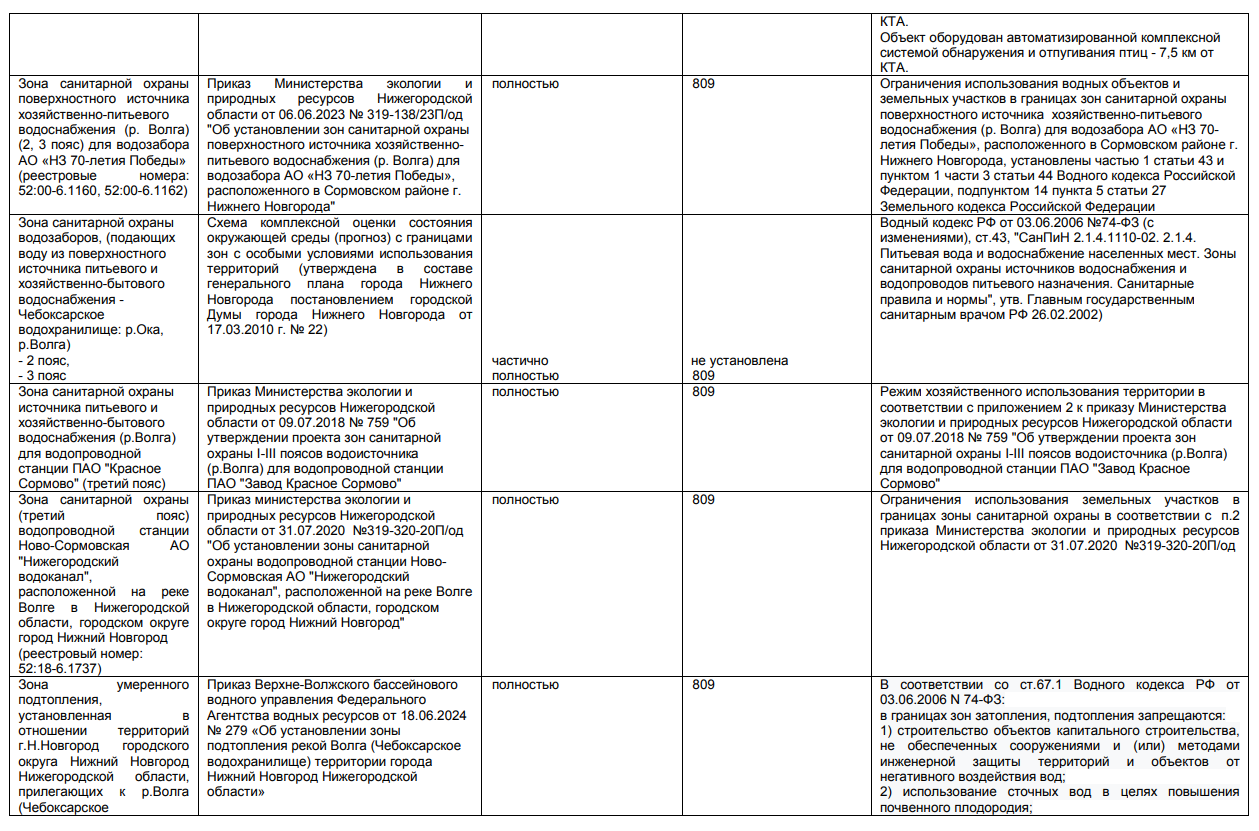 КТА.
Объект оборудован автоматизированной комплексной
системой обнаружения и отпугивания птиц - 7,5 км от
КТА.
Зона санитарной охраны
поверхностного источника
хозяйственно-питьевого
водоснабжения (р. Волга)
(2, 3 пояс) для водозабора
АО «НЗ 70-летия Победы»
(реестровые номера:
52:00-6.1160, 52:00-6.1162)
Приказ Министерства экологии и
природных ресурсов Нижегородской
области от 06.06.2023 № 319-138/23П/од
"Об установлении зон санитарной охраны
поверхностного источника хозяйственно-
питьевого водоснабжения (р. Волга) для
водозабора АО «НЗ 70-летия Победы»,
расположенного в Сормовском районе г.
Нижнего Новгорода"
полностью
809
Ограничения использования водных объектов и
земельных участков в границах зон санитарной охраны
поверхностного источника хозяйственно-питьевого
водоснабжения (р. Волга) для водозабора АО «НЗ 70-
летия Победы», расположенного в Сормовском районе г.
Нижнего Новгорода, установлены частью 1 статьи 43 и
пунктом 1 части 3 статьи 44 Водного кодекса Российской
Федерации, подпунктом 14 пункта 5 статьи 27
Земельного кодекса Российской Федерации
Зона санитарной охраны
водозаборов, (подающих
воду из поверхностного
источника питьевого и
хозяйственно-бытового
водоснабжения -
Чебоксарское
водохранилище: р.Ока,
р.Волга)
- 2 пояс,
- 3 пояс
Схема комплексной оценки состояния
окружающей среды (прогноз) с границами
зон с особыми условиями использования
территорий (утверждена в составе
генерального плана города Нижнего
Новгорода постановлением городской
Думы города Нижнего Новгорода от
17.03.2010 г. № 22)
частично
полностью
не установлена
809
Водный кодекс РФ от 03.06.2006 №74-ФЗ (с
изменениями), ст.43, "СанПиН 2.1.4.1110-02. 2.1.4.
Питьевая вода и водоснабжение населенных мест. Зоны
санитарной охраны источников водоснабжения и
водопроводов питьевого назначения. Санитарные
правила и нормы", утв. Главным государственным
санитарным врачом РФ 26.02.2002)
Зона санитарной охраны
источника питьевого и
хозяйственно-бытового
водоснабжения (р.Волга)
для водопроводной
станции ПАО "Красное
Сормово" (третий пояс)
Приказ Министерства экологии и
природных ресурсов Нижегородской
области от 09.07.2018 № 759 "Об
утверждении проекта зон санитарной
охраны I-III поясов водоисточника
(р.Волга) для водопроводной станции
ПАО "Завод Красное Сормово"
полностью
809
Режим хозяйственного использования территории в
соответствии с приложением 2 к приказу Министерства
экологии и природных ресурсов Нижегородской области
от 09.07.2018 № 759 "Об утверждении проекта зон
санитарной охраны I-III поясов водоисточника (р.Волга)
для водопроводной станции ПАО "Завод Красное
Сормово"
Зона санитарной охраны
(третий пояс)
водопроводной станции
Ново-Сормовская АО
"Нижегородский
водоканал",
расположенной на реке
Волге в Нижегородской
области, городском округе
город Нижний Новгород
(реестровый номер:
52:18-6.1737)
Приказ министерства экологии и
природных ресурсов Нижегородской
области от 31.07.2020 №319-320-20П/од
"Об установлении зоны санитарной
охраны водопроводной станции Ново-
Сормовская АО "Нижегородский
водоканал", расположенной на реке Волге
в Нижегородской области, городском
округе город Нижний Новгород"
полностью
809
Ограничения использования земельных участков в
границах зоны санитарной охраны в соответствии с п.2
приказа Министерства экологии и природных ресурсов
Нижегородской области от 31.07.2020 №319-320-20П/од
Зона умеренного
подтопления,
установленная в
отношении территорий
г.Н.Новгород городского
округа Нижний Новгород
Нижегородской области,
прилегающих к р.Волга
(Чебоксарское
Приказ Верхне-Волжского бассейнового
водного управления Федерального
Агентства водных ресурсов от 18.06.2024
№ 279 «Об установлении зоны
подтопления рекой Волга (Чебоксарское
водохранилище) территории города
Нижний Новгород Нижегородской
области»
полностью
809
В соответствии со ст.67.1 Водного кодекса РФ от
03.06.2006 N 74-ФЗ:
в границах зон затопления, подтопления запрещаются:
1) строительство объектов капитального строительства,
не обеспеченных сооружениями и (или) методами
инженерной защиты территорий и объектов от
негативного воздействия вод;
2) использование сточных вод в целях повышения
почвенного плодородия;